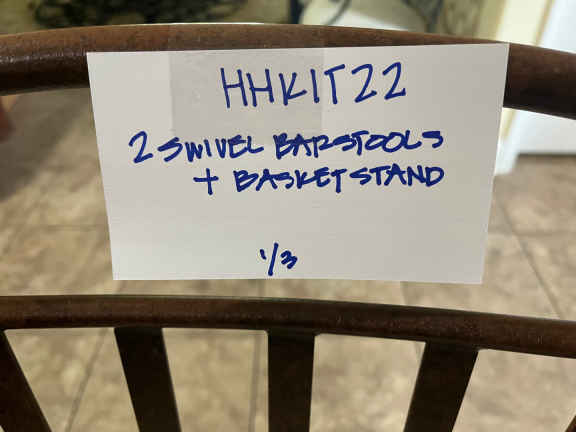 HHKIT22
2 SWIVEL BARSTOOLS
+ BASKET STAND
1/3